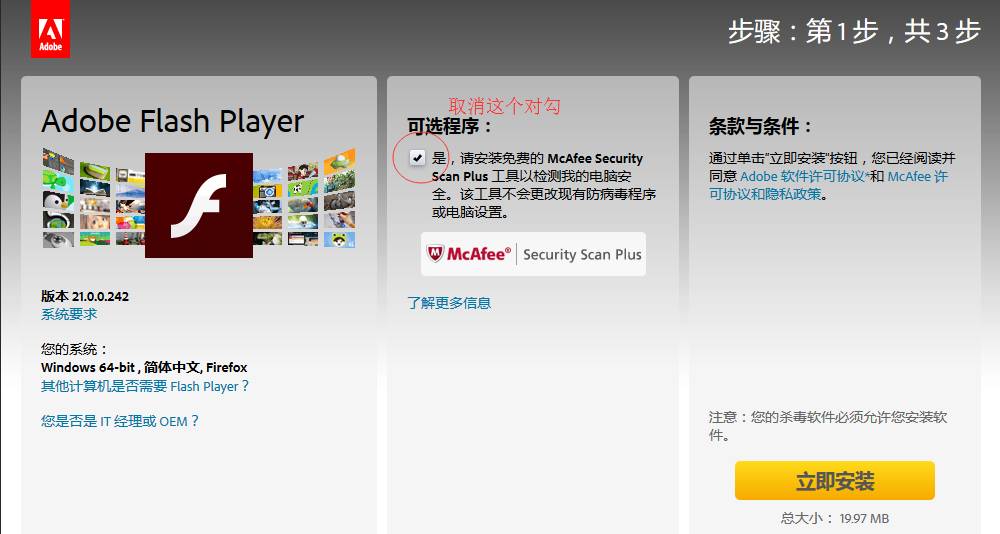 Adobe
步骤：第 1 步，共 3 步
Adobe Flash Player
版本 21.0.0.242
系统要求
您的系统：
Windows 64-bit , 简体中文, Firefox
其他计算机是否需要 Flash Player？
您是否是 IT 经理或 OEM？
取消这个对勾
可选程序：
是，请安装免费的 McAfee Security
Scan Plus 工具以检测我的电脑安
全。该工具不会更改现有防病毒程序
或电脑设置。
McAfee® Security Scan Plus
了解更多信息
条款与条件：
通过单击"立即安装"按钮，您已经阅读并
同意 Adobe 软件许可协议*和 McAfee 许
可协议和隐私政策。
注意：您的杀毒软件必须允许您安装软
件。
立即安装
总大小： 19.97 MB